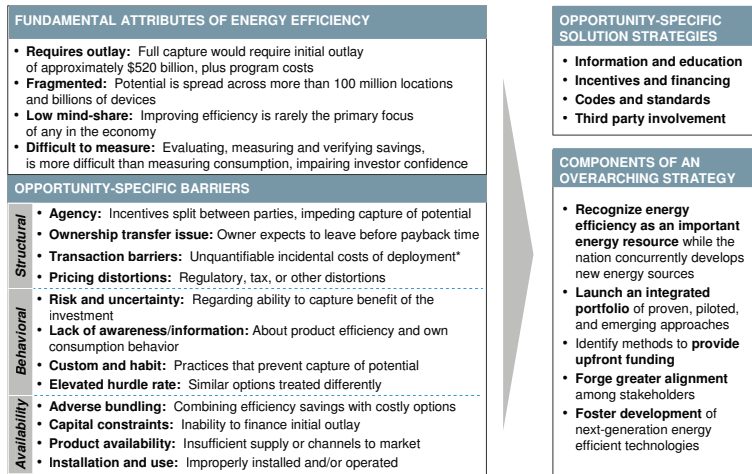 FUNDAMENTAL ATTRIBUTES OF ENERGY EFFICIENCY
• Requires outlay: Full capture would require initial outlay
of approximately $520 billion, plus program costs
• Fragmented: Potential is spread across more than 100 million locations
and billions of devices
• Low mind-share: Improving efficiency is rarely the primary focus
of any in the economy
• Difficult to measure: Evaluating, measuring and verifying savings,
is more difficult than measuring consumption, impairing investor confidence
OPPORTUNITY-SPECIFIC BARRIERS
Structural
• Agency: Incentives split between parties, impeding capture of potential
• Ownership transfer issue: Owner expects to leave before payback time
• Transaction barriers: Unquantifiable incidental costs of deployment*
• Pricing distortions: Regulatory, tax, or other distortions
Behavioral
• Risk and uncertainty: Regarding ability to capture benefit of the
investment
• Lack of awareness/information: About product efficiency and own
consumption behavior
• Custom and habit: Practices that prevent capture of potential
• Elevated hurdle rate: Similar options treated differently
Availability
• Adverse bundling: Combining efficiency savings with costly options
• Capital constraints: Inability to finance initial outlay
• Product availability: Insufficient supply or channels to market
• Installation and use: Improperly installed and/or operated
OPPORTUNITY-SPECIFIC
SOLUTION STRATEGIES
• Information and education
• Incentives and financing
• Codes and standards
• Third party involvement
COMPONENTS OF AN
OVERARCHING STRATEGY
• Recognize energy
efficiency as an important
energy resource while the
nation concurrently develops
new energy sources
• Launch an integrated
portfolio of proven, piloted,
and emerging approaches
• Identify methods to provide
upfront funding
• Forge greater alignment
among stakeholders
• Foster development of
next-generation energy
efficient technologies